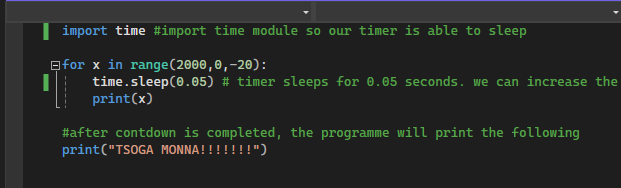 import time #import time module so our timer is able to sleep
for x in range(2000,0,-20):
time.sleep(0.05) # timer sleeps for 0.05 seconds. we can increase the
print(x)
#after contdown is completed, the programme will print the following
print("TSOGA MONNA!!!!!!!")